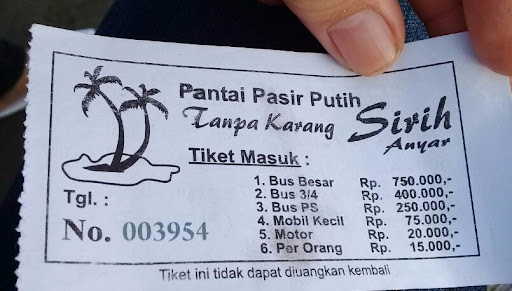 Pantai Pasir Putih
Tanpa Karang Sirih
Anyar
Tiket Masuk :
1. Bus Besar Rp. 750.000,-
2. Bus 3/4 Rp. 400.000,-
3. Bus PS Rp. 250.000,-
4. Mobil Kecil Rp. 75.000,-
5. Motor Rp. 20.000,-
6. Per Orang Rp. 15.000,-
Tgl. :
No. 003954
Tiket ini tidak dapat diuangkan kembali